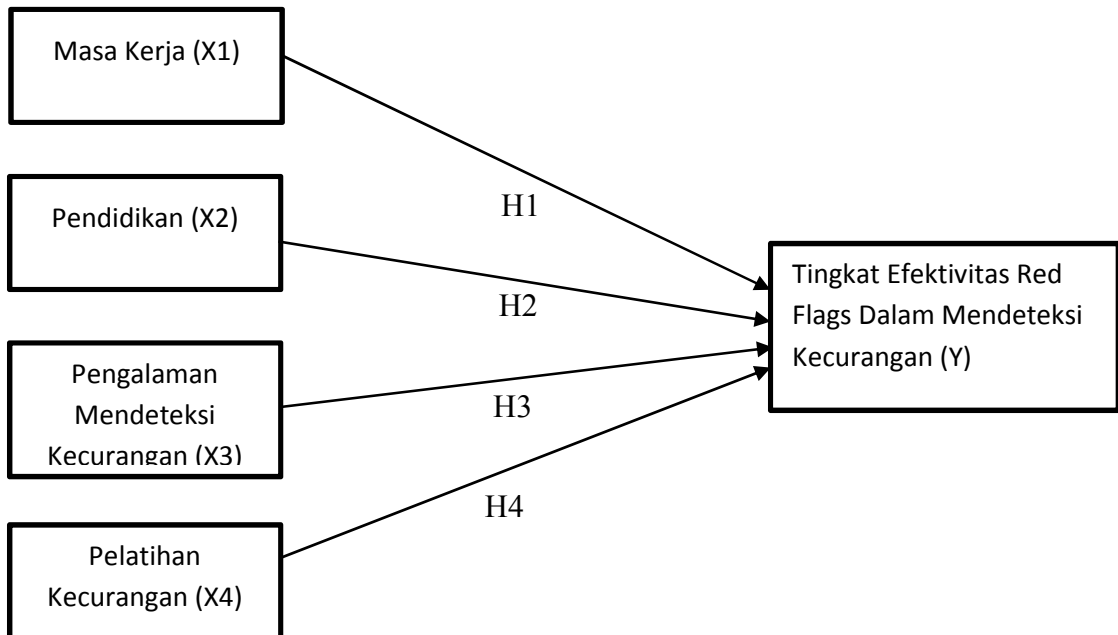 Masa Kerja (X1)
Pendidikan (X2)
Pengalaman
Mendeteksi
Kecurangan (X3)
Pelatihan
Kecurangan (X4)
H1
H2
H3
H4
Tingkat Efektivitas Red
Flags Dalam Mendeteksi
Kecurangan (Y)